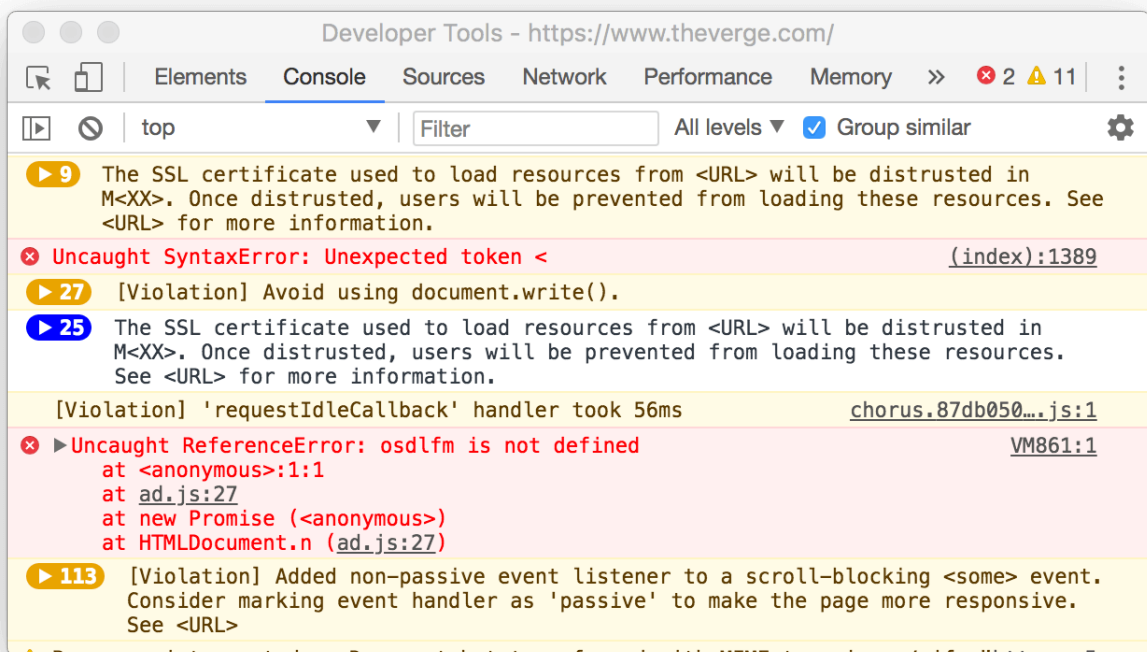 Developer Tools - https://www.theverge.com/
Elements Console Sources Network Performance Memory » 2 11
top Filter All levels Group similar
9 The SSL certificate used to load resources from <URL> will be distrusted in
M<XX>. Once distrusted, users will be prevented from loading these resources. See
<URL> for more information.
Uncaught SyntaxError: Unexpected token < (index):1389
27 [Violation] Avoid using document.write().
25 The SSL certificate used to load resources from <URL> will be distrusted in
M<XX>. Once distrusted, users will be prevented from loading these resources.
See <URL> for more information.
[Violation] 'requestIdleCallback' handler took 56ms chorus.87db050….js:1
Uncaught ReferenceError: osdlfm is not defined VM861:1
at <anonymous>:1:1
at ad.js:27
at new Promise (<anonymous>)
at HTMLDocument.n (ad.js:27)
113 [Violation] Added non-passive event listener to a scroll-blocking <some> event.
Consider marking event handler as 'passive' to make the page more responsive.
See <URL>